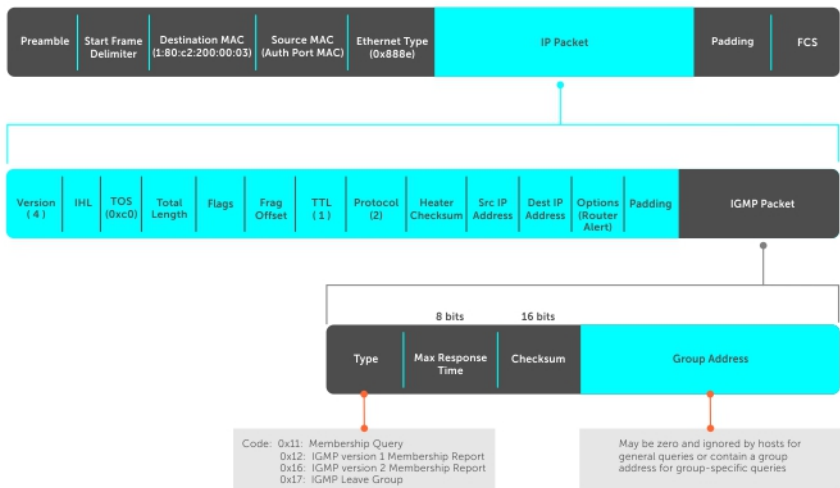 Preamble
Start Frame
Delimiter
Destination MAC
(1:80:c2:200:00:03)
Source MAC
(Auth Port MAC)
Ethernet Type
(0x888e)
IP Packet
Padding
FCS
Version
( 4 )
IHL
TOS
(0xc0)
Total
Length
Flags
Frag
Offset
TTL
( 1 )
Protocol
(2)
Heater
Checksum
Src IP
Address
Dest IP
Address
Options
(Router
Alert)
Padding
IGMP Packet
8 bits
16 bits
Type
Max Response
Time
Checksum
Group Address
Code: 0x11: Membership Query
0x12: IGMP version 1 Membership Report
0x16: IGMP version 2 Membership Report
0x17: IGMP Leave Group
May be zero and ignored by hosts for
general queries or contain a group
address for group-specific queries